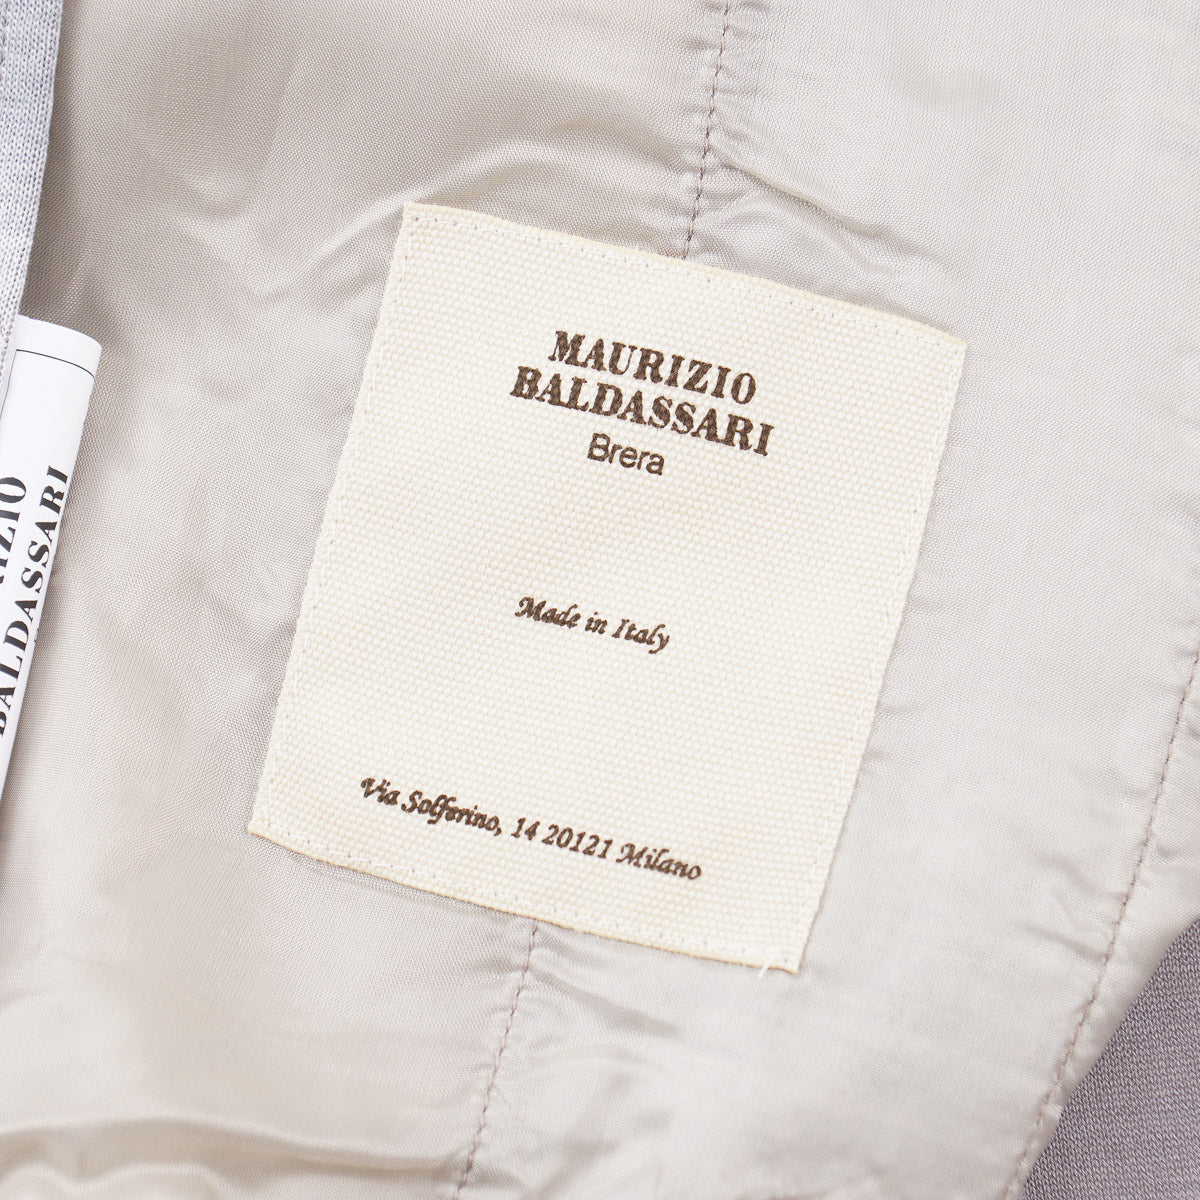 MAURIZIO
BALDASSARI
Brera
Made in Italy
Via Solferino, 14 20121 Milano
BALDASSARI